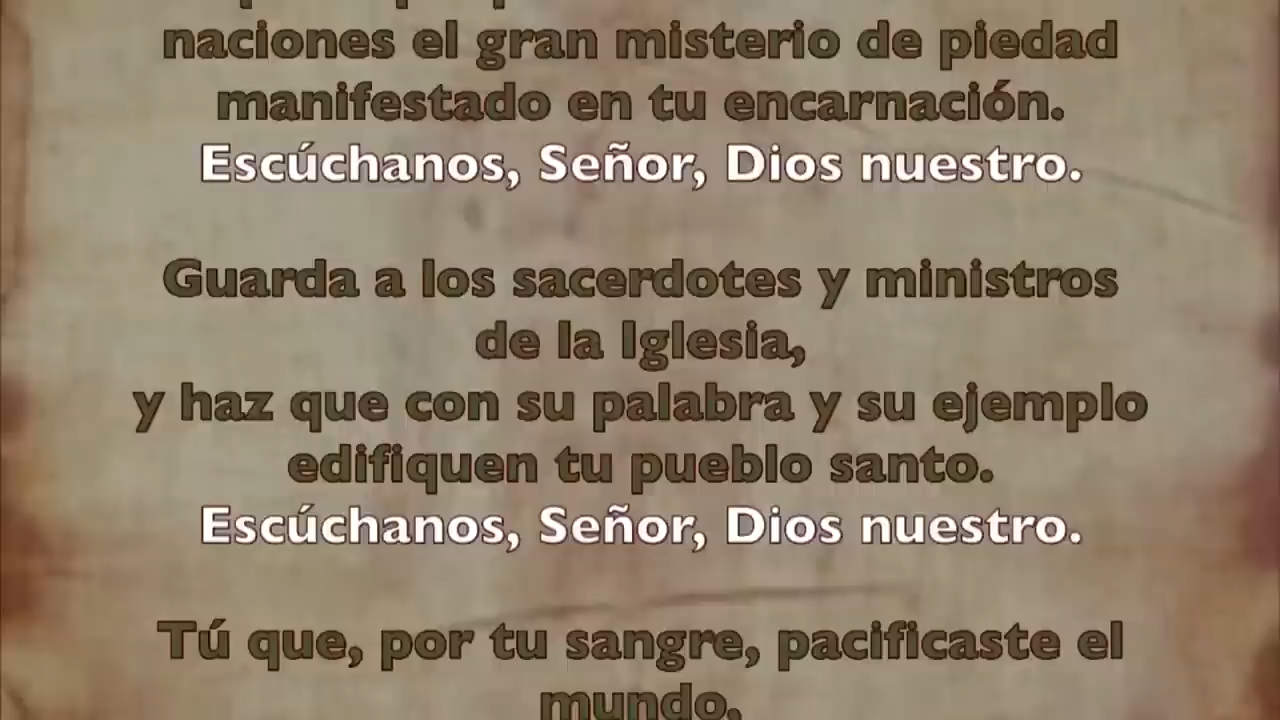 naciones el gran misterio de piedad
manifestado en tu encarnación.
Escúchanos, Señor, Dios nuestro.
Guarda a los sacerdotes y ministros
de la Iglesia,
y haz que con su palabra y su ejemplo
edifiquen tu pueblo santo.
Escúchanos, Señor, Dios nuestro.
Tú que, por tu sangre, pacificaste el
mundo,